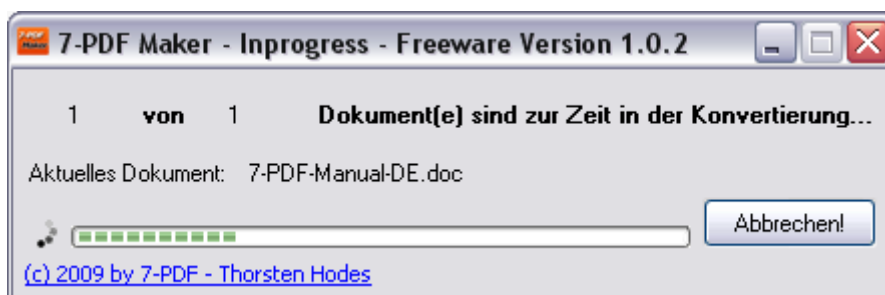 7-PDF Maker - Inprogress - Freeware Version 1.0.2
1 von 1 Dokument(e) sind zur Zeit in der Konvertierung...
Aktuelles Dokument: 7-PDF-Manual-DE.doc
Abbrechen!
(c) 2009 by 7-PDF - Thorsten Hodes